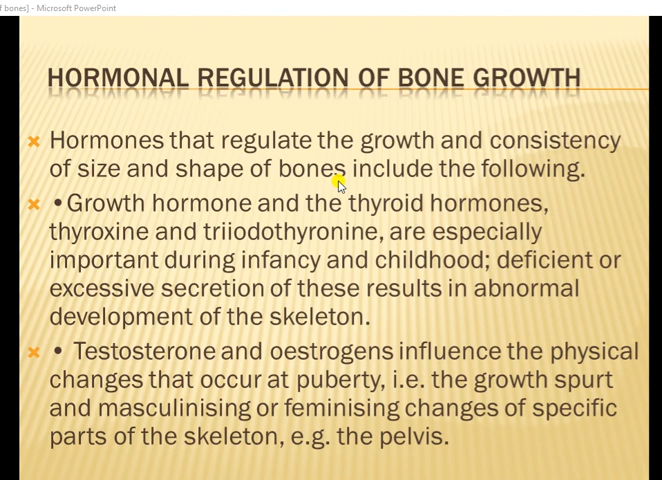 f bones] - Microsoft PowerPoint
HORMONAL REGULATION OF BONE GROWTH
Hormones that regulate the growth and consistency
of size and shape of bones include the following.
•Growth hormone and the thyroid hormones,
thyroxine and triiodothyronine, are especially
important during infancy and childhood; deficient or
excessive secretion of these results in abnormal
development of the skeleton.
• Testosterone and oestrogens influence the physical
changes that occur at puberty, i.e. the growth spurt
and masculinising or feminising changes of specific
parts of the skeleton, e.g. the pelvis.